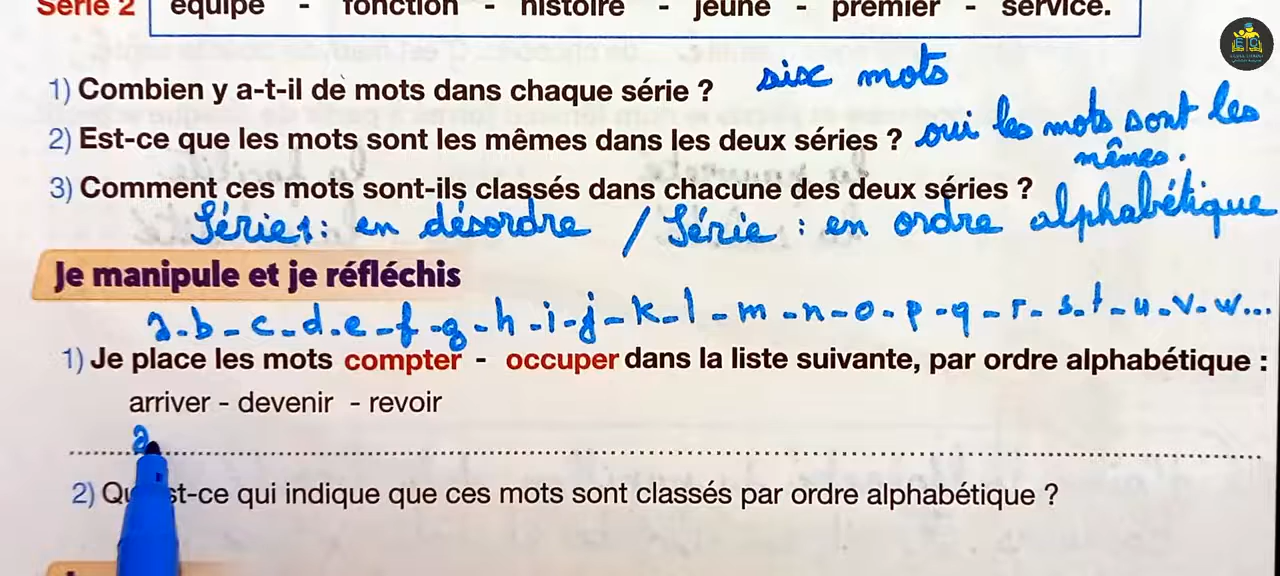 Série 2 équipe - fonction - histoire - jeune - premier - service.
1) Combien y a-t-il de mots dans chaque série ? six mots
2) Est-ce que les mots sont les mêmes dans les deux séries ? oui les mots sont les
mêmes.
3) Comment ces mots sont-ils classés dans chacune des deux séries ?
Série 1: en désordre / Série : en ordre alphabétique
Je manipule et je réfléchis
a-b-c-d-e-f-g-h-i-j-k-l-m-n-o-p-q-r-s-t-u-v-w...
1) Je place les mots compter - occuper dans la liste suivante, par ordre alphabétique :
arriver - devenir - revoir
a
2) Qu st-ce qui indique que ces mots sont classés par ordre alphabétique ?